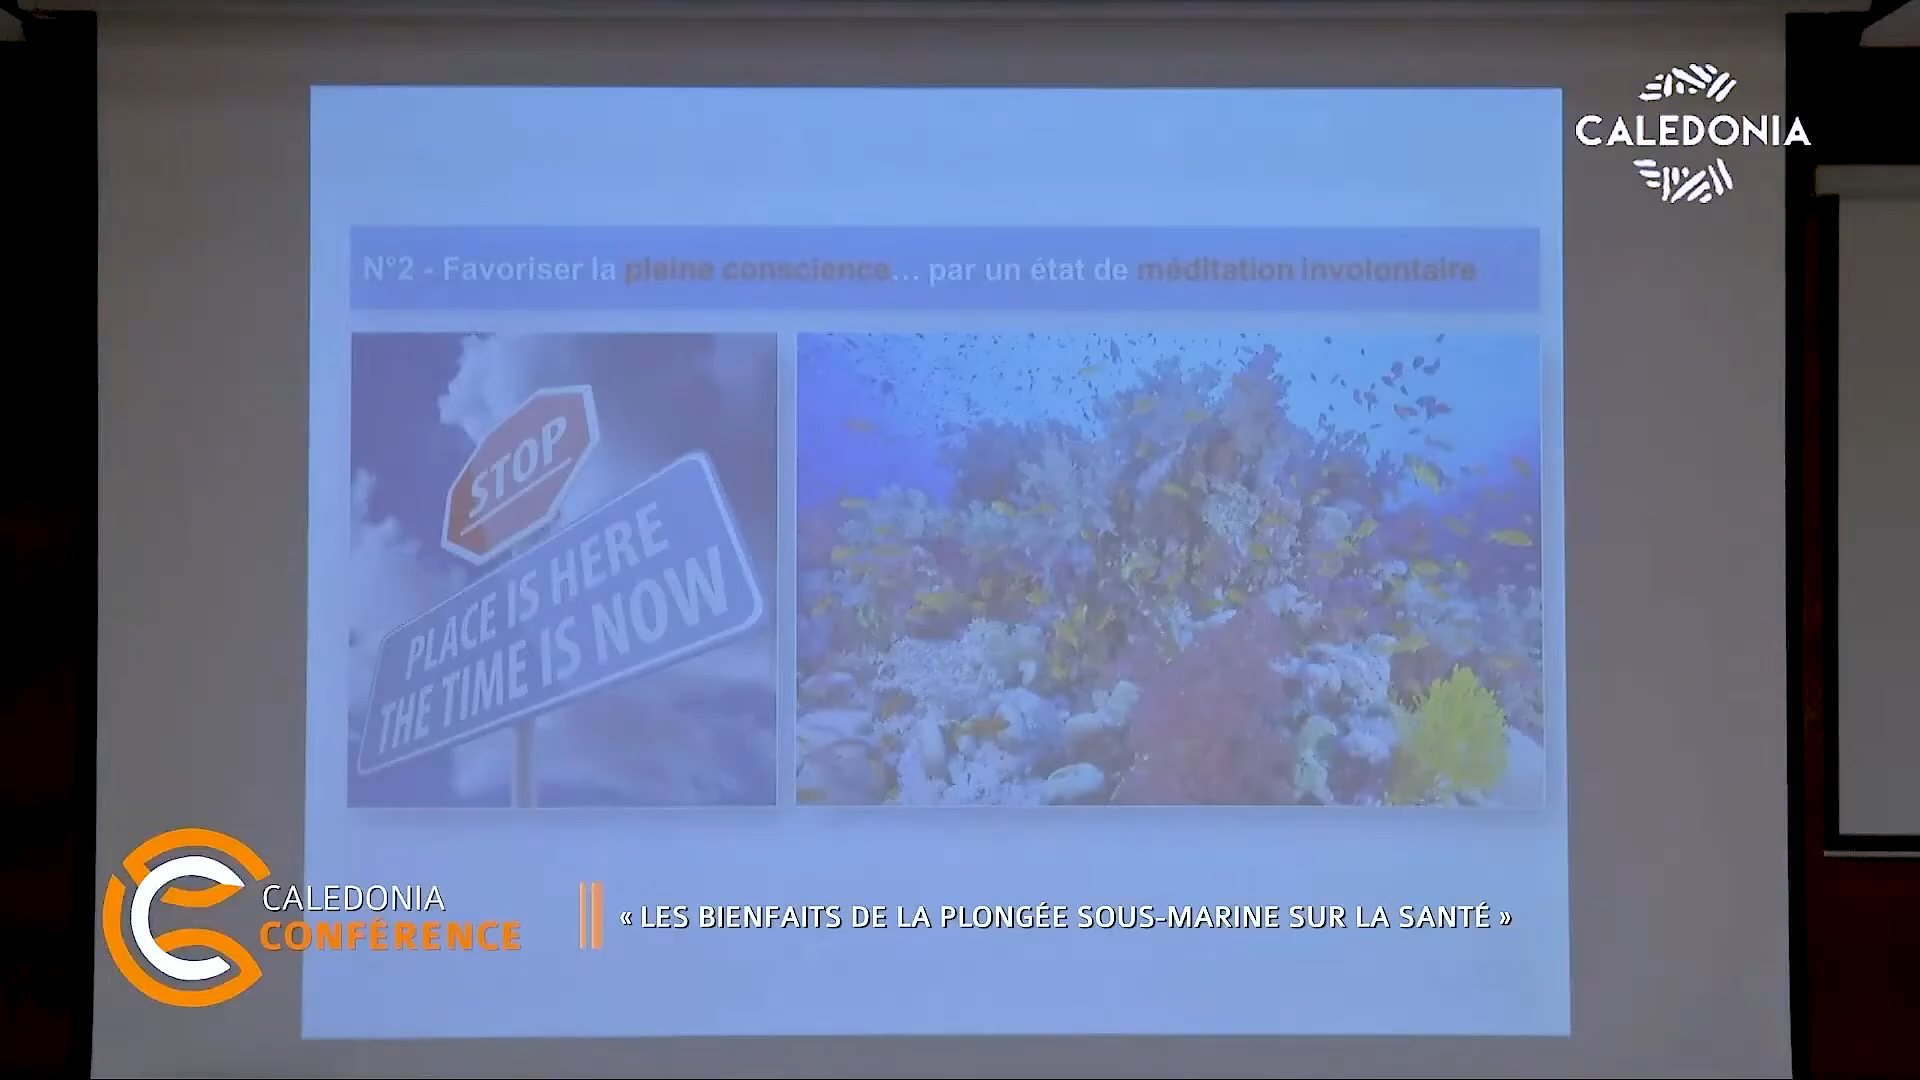 CALEDONIA
N°2 - Favoriser la pleine conscience... par un état de méditation involontaire
STOP
PLACE IS HERE
THE TIME IS NOW
CALEDONIA
CONFÉRENCE
« LES BIENFAITS DE LA PLONGÉE SOUS-MARINE SUR LA SANTÉ »